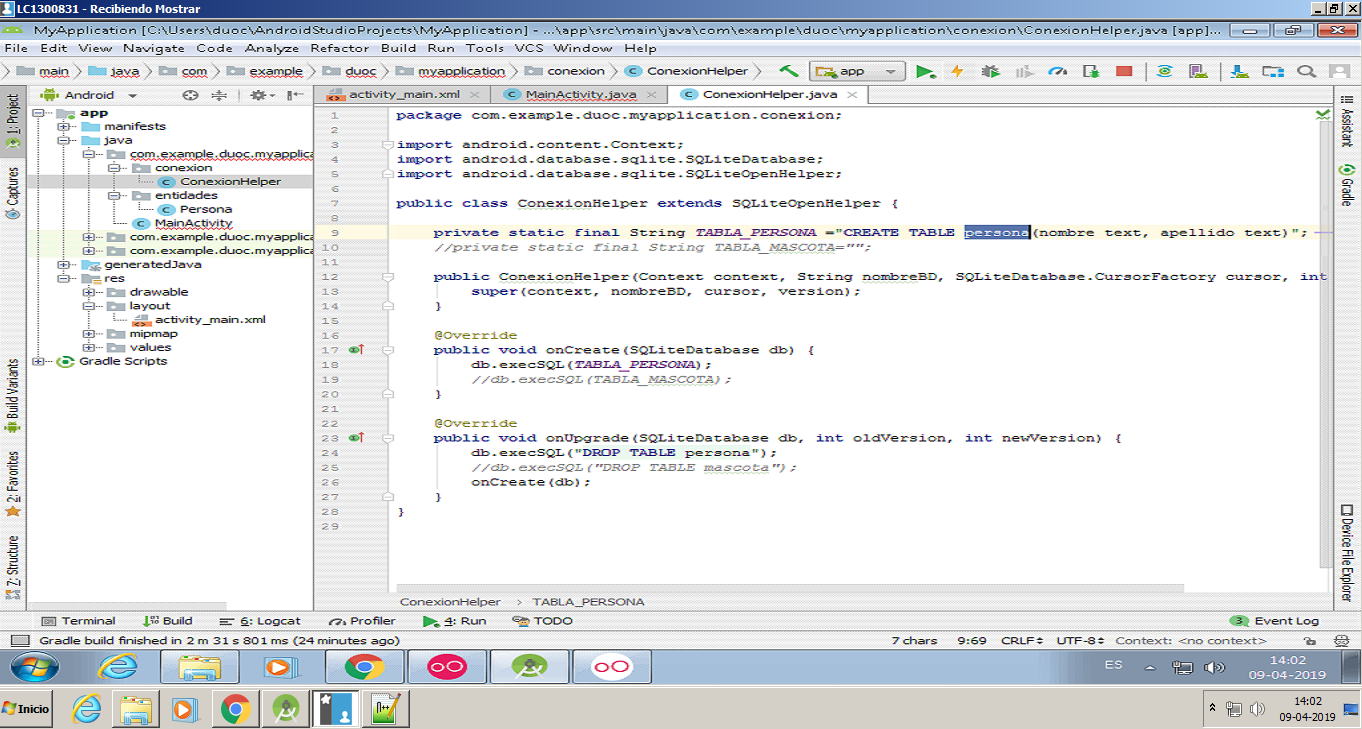 LC1300831 - Recibiendo Mostrar
MyApplication [C:\Users\duoc\AndroidStudioProjects\MyApplication] - ...\app\src\main\java\com\example\duoc\myapplication\conexion\ConexionHelper.java [app]...
File Edit View Navigate Code Analyze Refactor Build Run Tools VCS Window Help
main java com example duoc myapplication conexion ConexionHelper app
Android
activity_main.xml MainActivity.java ConexionHelper.java
1: Project
Captures
Build Variants
2: Favorites
7: Structure
app
manifests
java
com.example.duoc.myapplica
conexion
ConexionHelper
entidades
Persona
MainActivity
com.example.duoc.myapplica
com.example.duoc.myapplica
generatedJava
res
drawable
layout
activity_main.xml
mipmap
values
Gradle Scripts
1 package com.example.duoc.myapplication.conexion;
2
3 import android.content.Context;
4 import android.database.sqlite.SQLiteDatabase;
5 import android.database.sqlite.SQLiteOpenHelper;
6
7 public class ConexionHelper extends SQLiteOpenHelper {
8
9 private static final String TABLA_PERSONA ="CREATE TABLE persona(nombre text, apellido text)";
10 //private static final String TABLA_MASCOTA="";
11
12 public ConexionHelper(Context context, String nombreBD, SQLiteDatabase.CursorFactory cursor, int
13 super(context, nombreBD, cursor, version);
14 }
15
16 @Override
17 public void onCreate(SQLiteDatabase db) {
18 db.execSQL(TABLA_PERSONA);
19 //db.execSQL(TABLA_MASCOTA);
20 }
21
22 @Override
23 public void onUpgrade(SQLiteDatabase db, int oldVersion, int newVersion) {
24 db.execSQL("DROP TABLE persona");
25 //db.execSQL("DROP TABLE mascota");
26 onCreate(db);
27 }
28 }
29
Assistant
Gradle
Device File Explorer
ConexionHelper > TABLA_PERSONA
Terminal Build 6: Logcat Profiler 4: Run TODO 3 Event Log
Gradle build finished in 2 m 31 s 801 ms (24 minutes ago) 7 chars 9:69 CRLF UTF-8 Context: <no context>
ES 14:02
09-04-2019
Inicio 14:02
09-04-2019